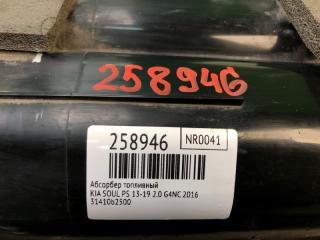 258946
258946 NR0041
Абсорбер топливный
KIA SOUL PS 13-19 2.0 G4NC 2016
31410b2500